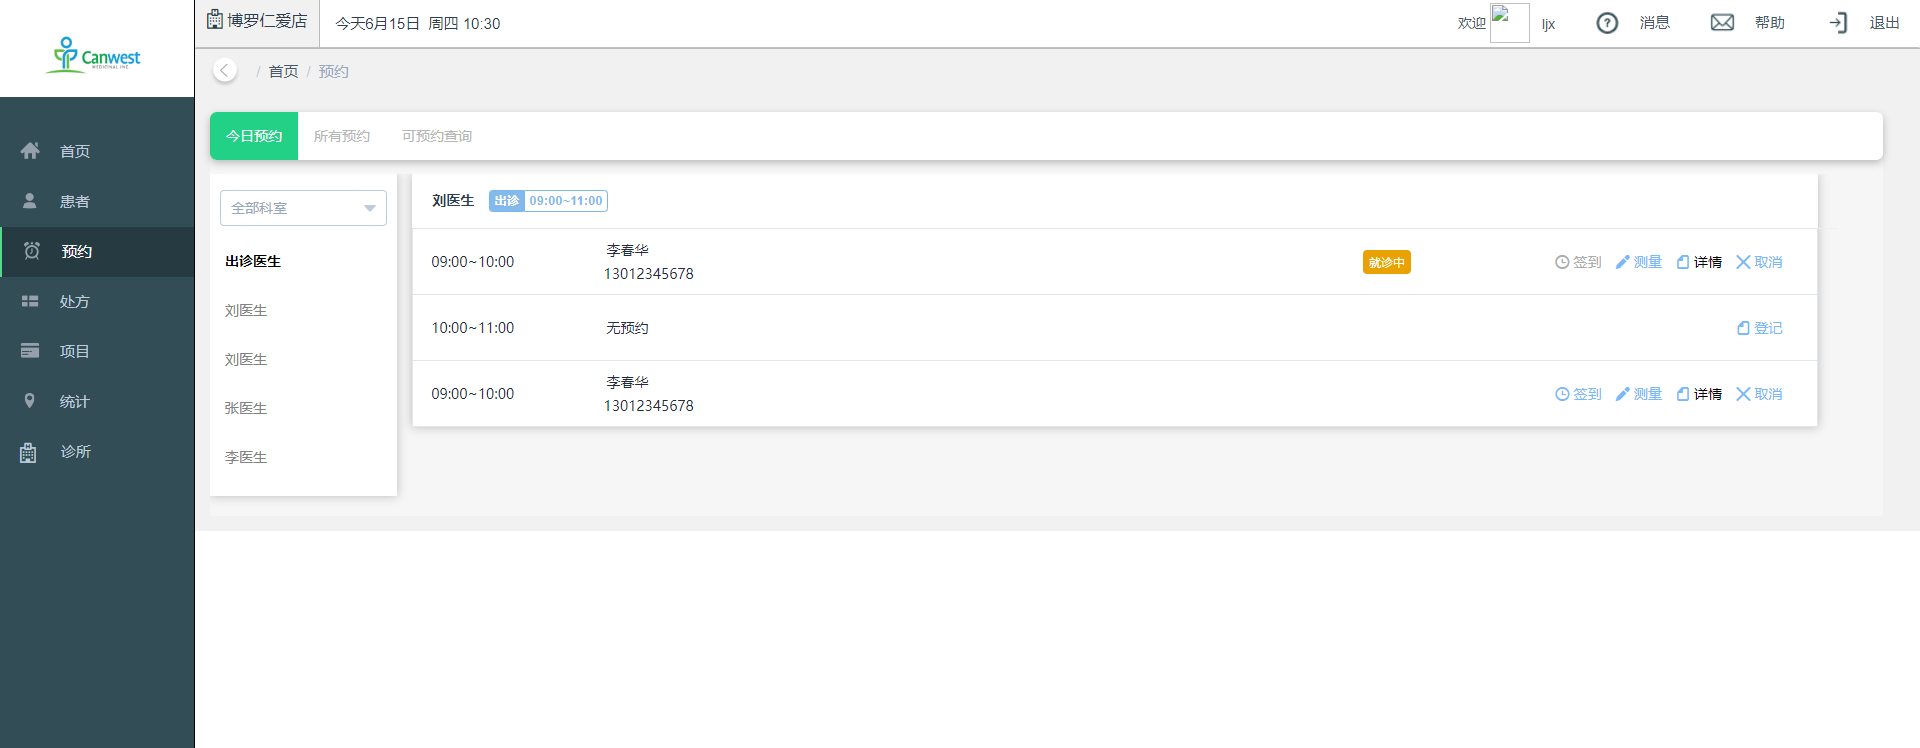 博罗仁爱店 今天6月15日 周四 10:30 欢迎 ljx 消息 帮助 退出
Canwest
MEDICINAL INC.
/ 首页 / 预约
首页
患者
预约
处方
项目
统计
诊所
今日预约 所有预约 可预约查询
全部科室
出诊医生
刘医生
刘医生
张医生
李医生
刘医生 出诊 09:00~11:00
09:00~10:00 李春华 13012345678 就诊中 签到 测量 详情 取消
10:00~11:00 无预约 登记
09:00~10:00 李春华 13012345678 签到 测量 详情 取消